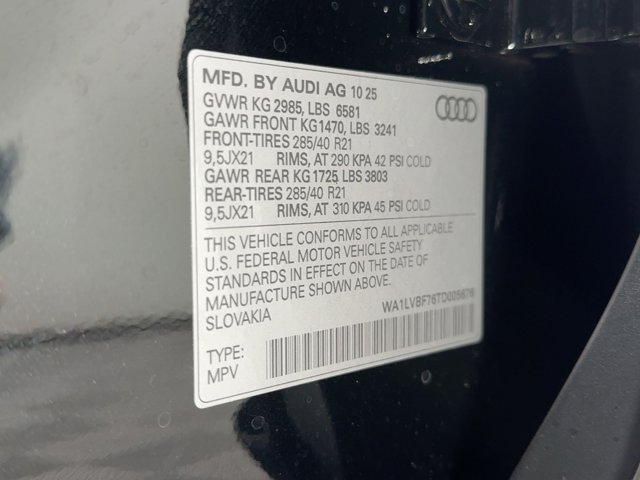 MFD. BY AUDI AG 10 25
GVWR KG 2985, LBS 6581
GAWR FRONT KG1470, LBS 3241
FRONT-TIRES 285/40 R21
9,5JX21 RIMS, AT 290 KPA 42 PSI COLD
GAWR REAR KG1725, LBS 3803
REAR-TIRES 285/40 R21
9,5JX21 RIMS, AT 310 KPA 45 PSI COLD
THIS VEHICLE CONFORMS TO ALL APPLICABLE
U.S. FEDERAL MOTOR VEHICLE SAFETY
STANDARDS IN EFFECT ON THE DATE OF
MANUFACTURE SHOWN ABOVE.
SLOVAKIA
WA1LVBF76TD005676
TYPE:
MPV